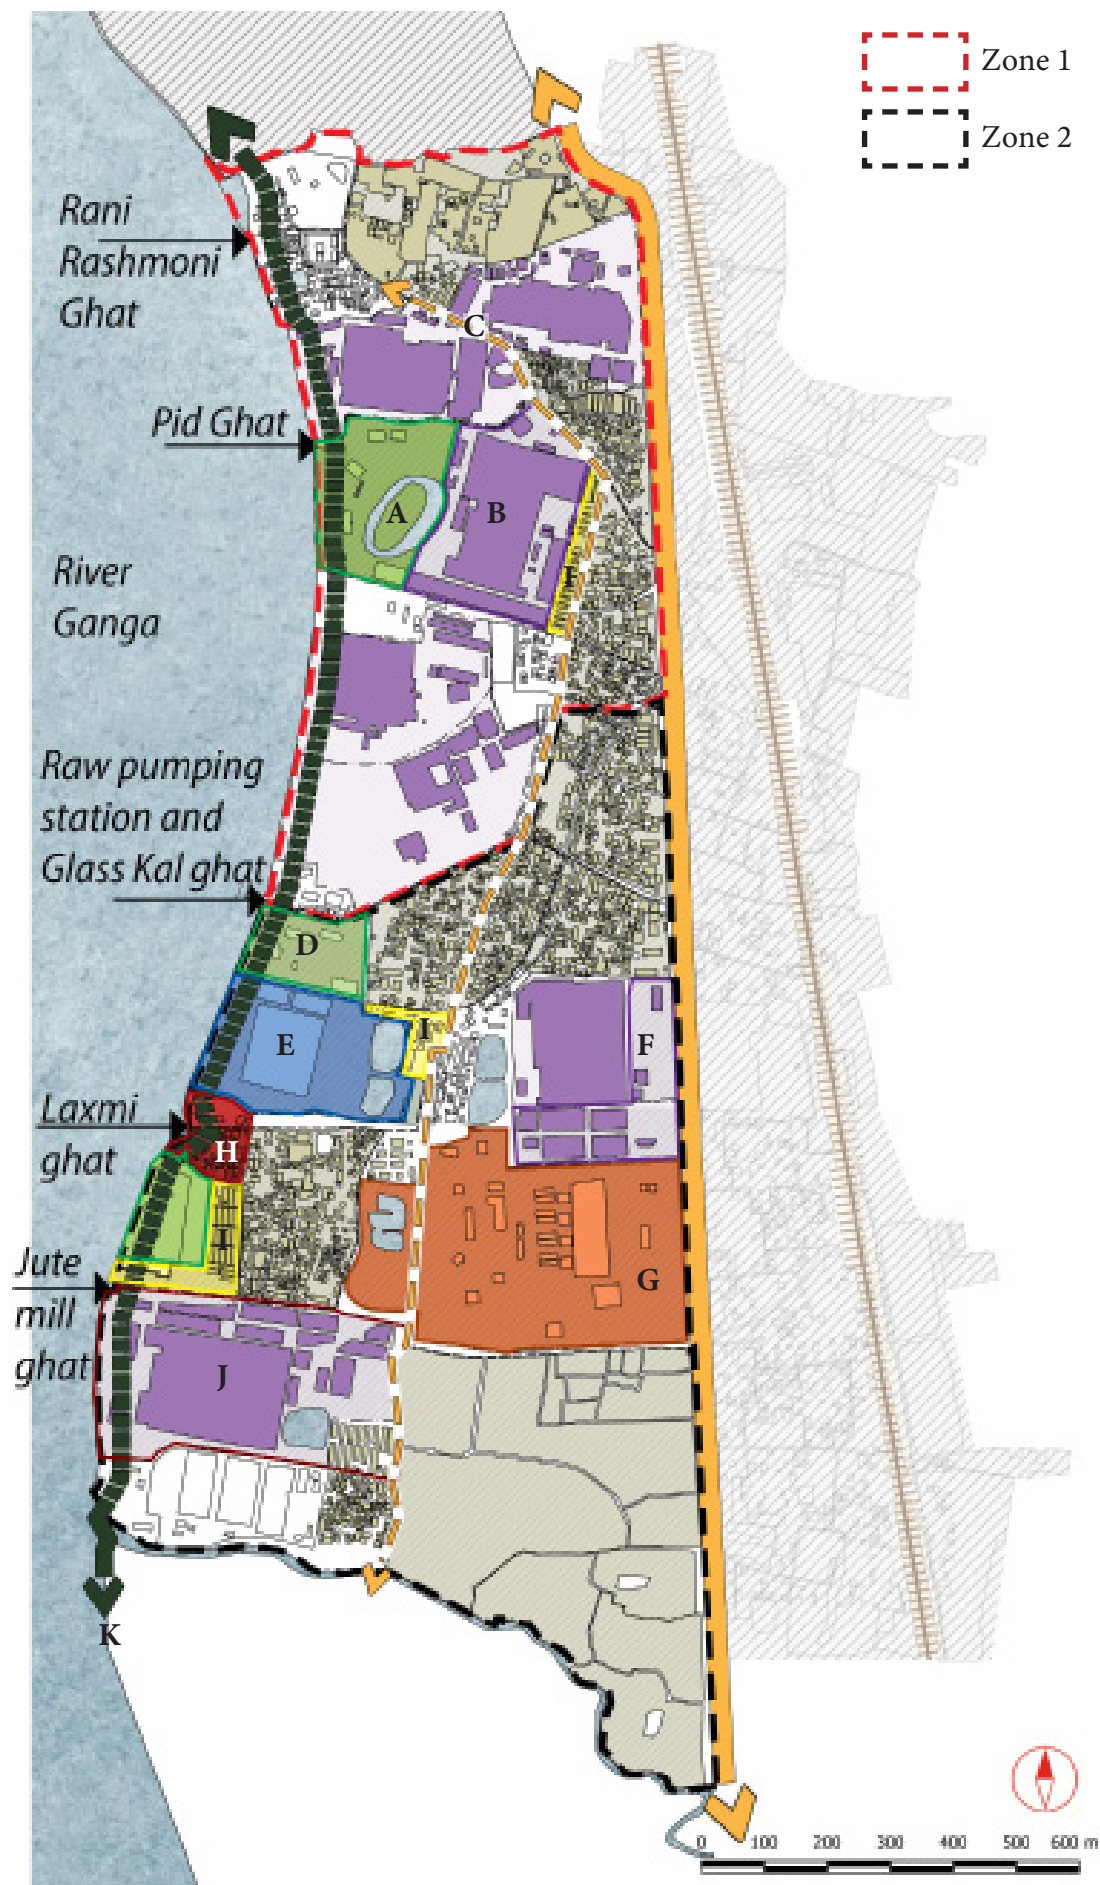 Zone 1
Zone 2
Rani
Rashmoni
Ghat
C
Pid Ghat
A
B
I
River
Ganga
Raw pumping
station and
Glass Kal ghat
D
I
E
F
Laxmi
ghat
H
I
G
Jute
mill
ghat
J
K
0 100 200 300 400 500 600 m